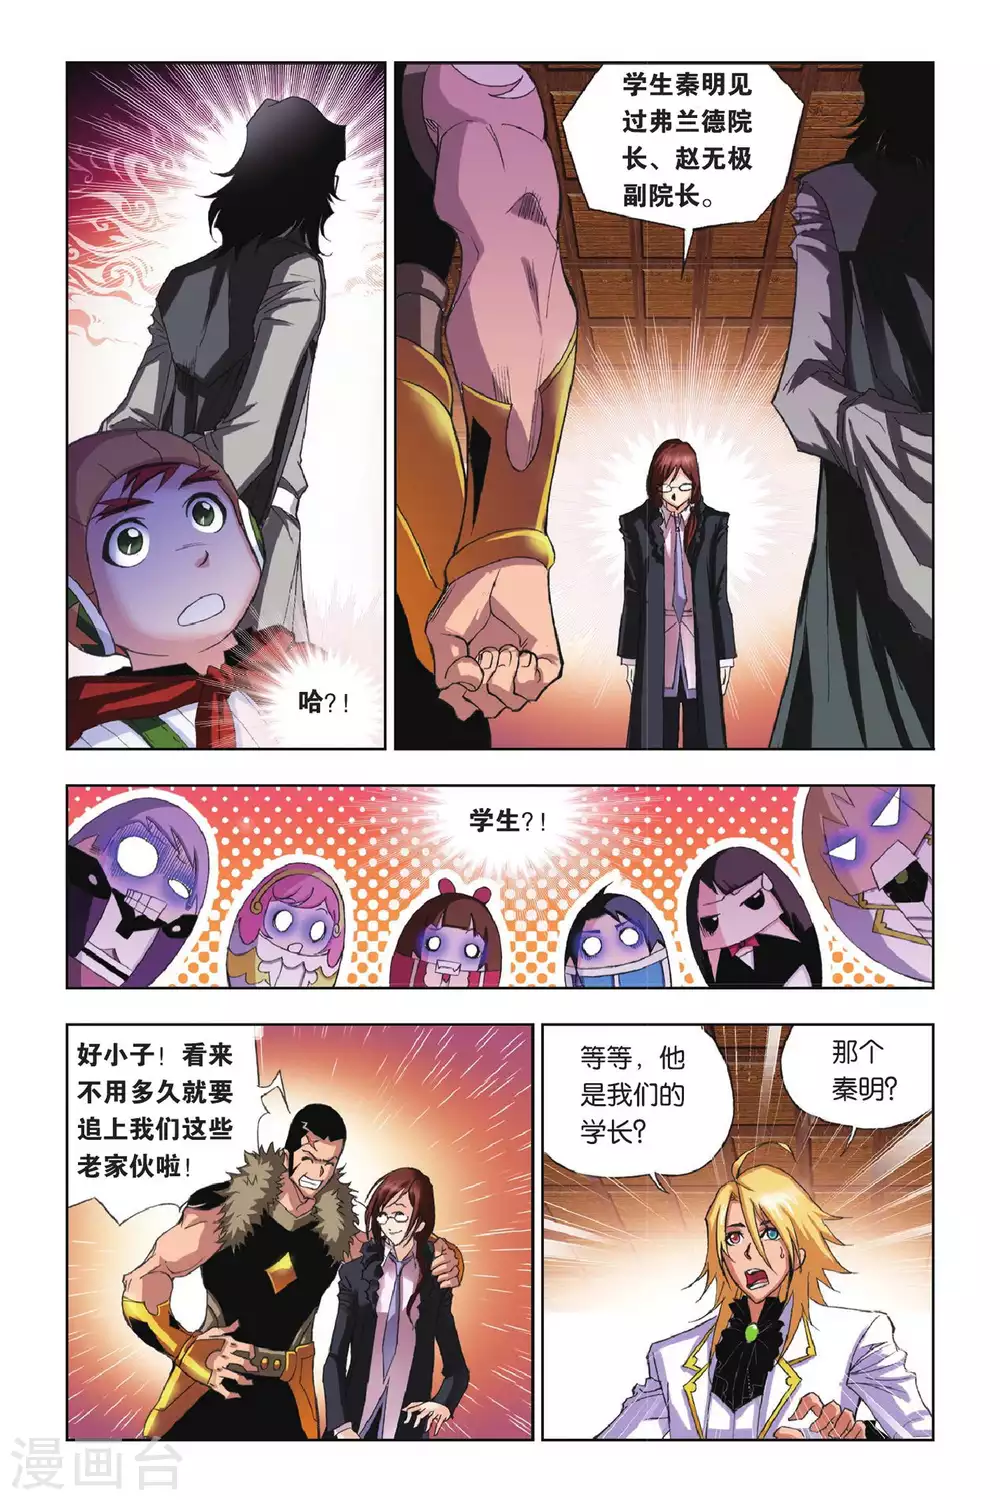 哈?!
学生秦明见
过弗兰德院
长、赵无极
副院长。
学生?!
好小子！看来
不用多久就要
追上我们这些
老家伙啦！
等等，他
是我们的
学长？
那个
秦明？
漫画台